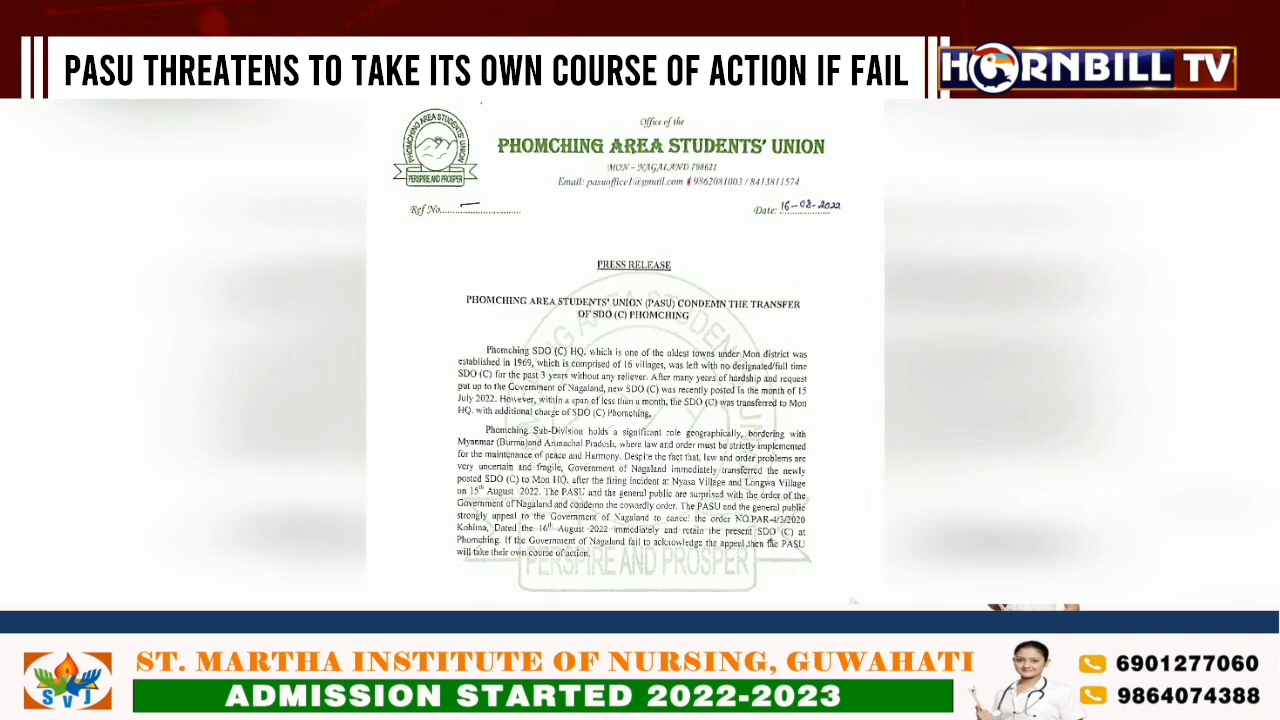 PASU THREATENS TO TAKE ITS OWN COURSE OF ACTION IF FAIL
HORNBILL TV
PHOMCHING AREA STUDENTS' UNION
PERSPIRE AND PROSPER
Office of the
PHOMCHING AREA STUDENTS' UNION
MON – NAGALAND 798621
Email: pasuoffice1@gmail.com # 9862081003 / 8413811574
Ref No............................
Date: 16-08-2022
PRESS RELEASE
PHOMCHING AREA STUDENTS' UNION (PASU) CONDEMN THE TRANSFER
OF SDO (C) PHOMCHING
Phomching SDO (C) HQ, which is one of the oldest towns under Mon district was
established in 1969, which is comprised of 16 villages, was left with no designated/full time
SDO (C) for the past 3 years without any reliever. After many years of hardship and request
put up to the Government of Nagaland, new SDO (C) was recently posted in the month of 15
July 2022. However, within a span of less than a month, the SDO (C) was transferred to Mon
HQ, with additional charge of SDO (C) Phomching.
Phomching Sub-Division holds a significant role geographically, bordering with
Myanmar (Burma)and Arunachal Pradesh, where law and order must be strictly implemented
for the maintenance of peace and Harmony. Despite the fact that, law and order problems are
very uncertain and fragile, Government of Nagaland immediately transferred the newly
posted SDO (C) to Mon HQ, after the firing incident at Nyasa Village and Longwa Village
on 15th August 2022. The PASU and the general public are surprised with the order of the
Government of Nagaland and condemn the cowardly order. The PASU and the general public
strongly appeal to the Government of Nagaland to cancel the order NO.PAR-4/3/2020
Kohima, Dated the 16th August 2022 immediately and retain the present SDO (C) at
Phomching. If the Government of Nagaland fail to acknowledge the appeal ,then the PASU
will take their own course of action.
PERSPIRE AND PROSPER
SVT
ST. MARTHA INSTITUTE OF NURSING, GUWAHATI
ADMISSION STARTED 2022-2023
6901277060
9864074388